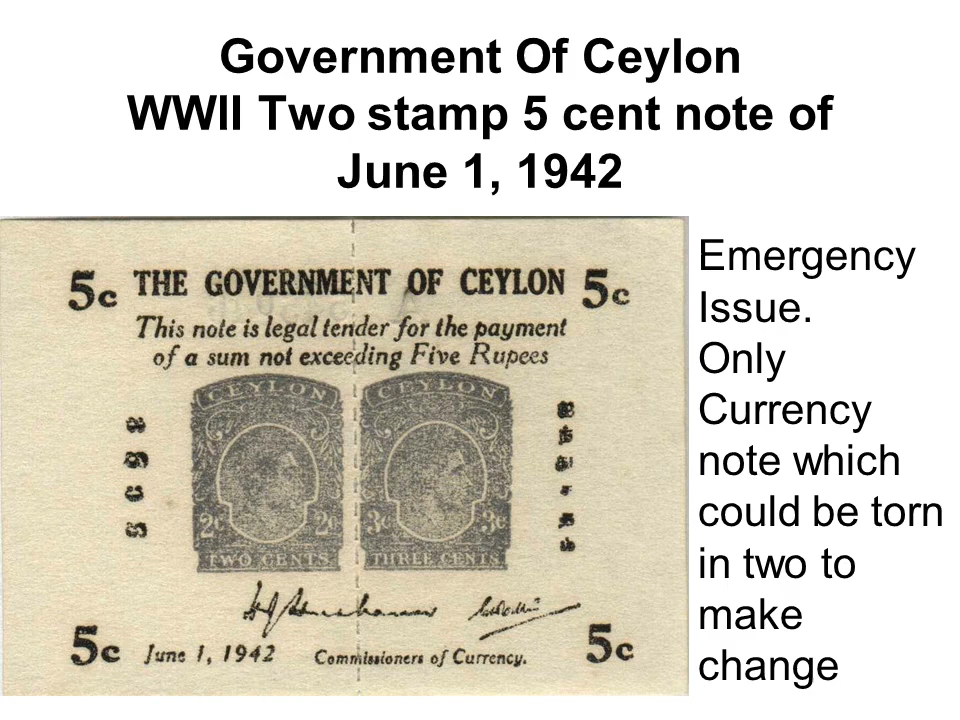 Government Of Ceylon
WWII Two stamp 5 cent note of
June 1, 1942
5c THE GOVERNMENT OF CEYLON 5c
This note is legal tender for the payment
of a sum not exceeding Five Rupees
CEYLON CEYLON
2c 2c 3c 3c
TWO CENTS THREE CENTS
5c June 1, 1942 Commissioners of Currency. 5c
Emergency
Issue.
Only
Currency
note which
could be torn
in two to
make
change